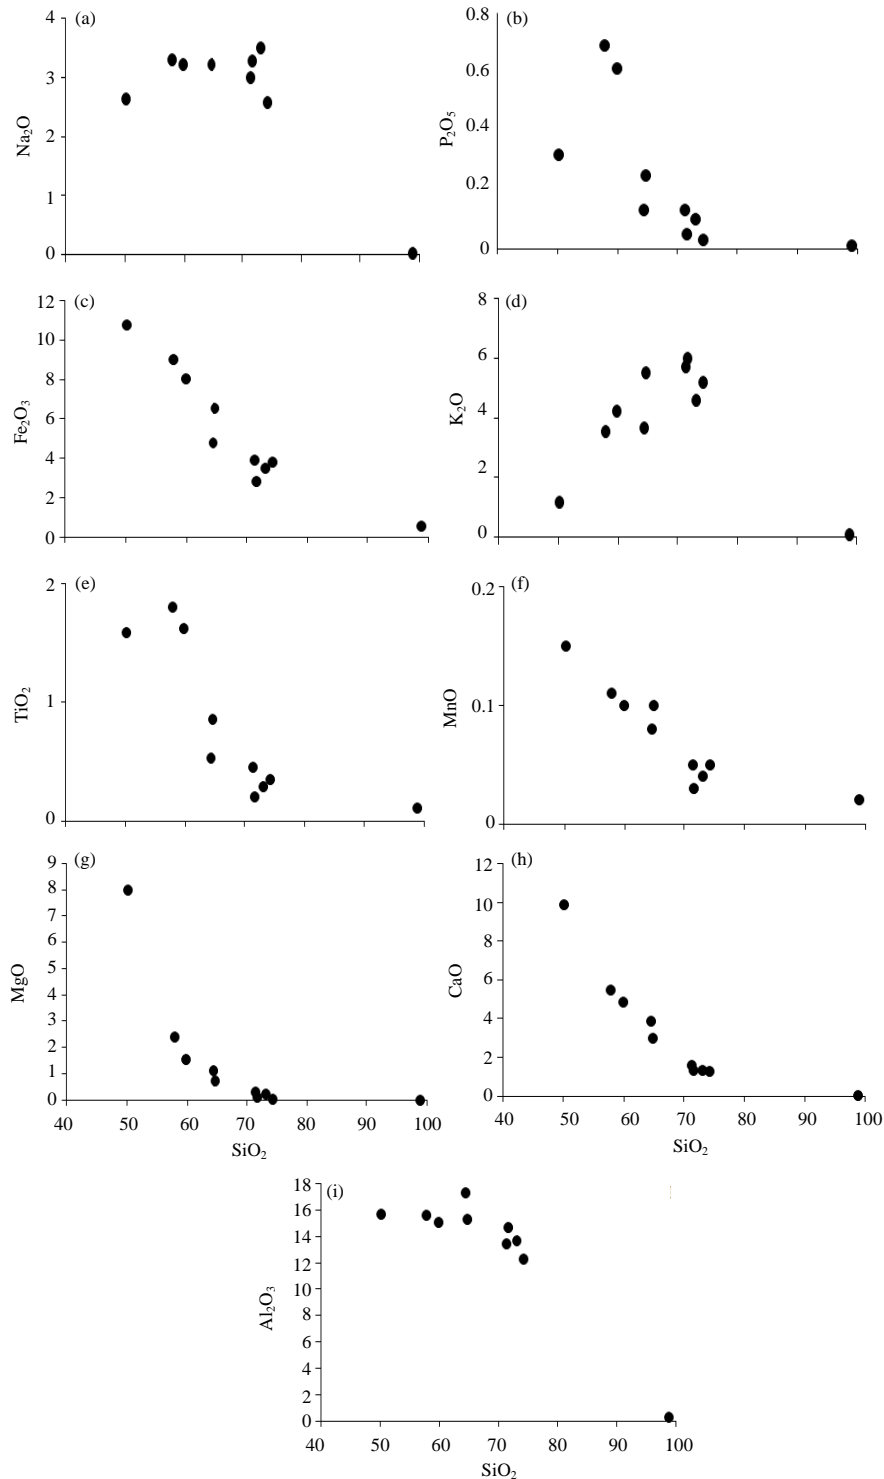 (a)
4
3
2
1
0
Na₂O
(b)
0.8
0.6
0.4
0.2
0
P₂O₅
(c)
12
10
8
6
4
2
0
Fe₂O₃
(d)
8
6
4
2
0
K₂O
(e)
2
1
0
TiO₂
(f)
0.2
0.1
0
MnO
(g)
9
8
7
6
5
4
3
2
1
0
MgO
40 50 60 70 80 90 100
SiO₂
(h)
12
10
8
6
4
2
0
CaO
40 50 60 70 80 90 100
SiO₂
(i)
18
16
14
12
10
8
6
4
2
0
Al₂O₃
40 50 60 70 80 90 100
SiO₂